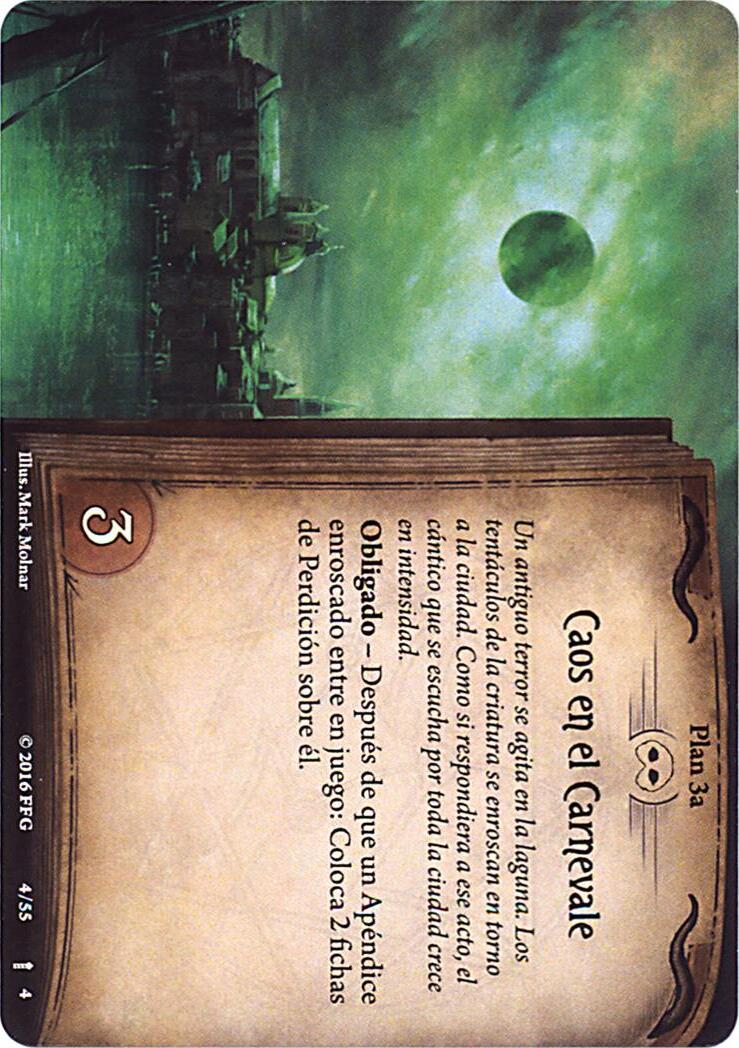 Plan 3a
Caos en el Carnevale
Un antiguo terror se agita en la laguna. Los
tentáculos de la criatura se enroscan en torno
a la ciudad. Como si respondiera a ese acto, el
cántico que se escucha por toda la ciudad crece
en intensidad.
Obligado – Después de que un Apéndice
enroscado entre en juego: Coloca 2 fichas
de Perdición sobre él.
3
Illus. Mark Molnar
© 2016 FFG
4/55
4